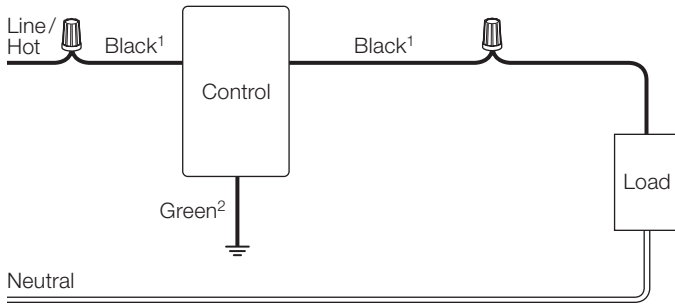 Line/
Hot
Black¹
Black¹
Control
Load
Green²
Neutral